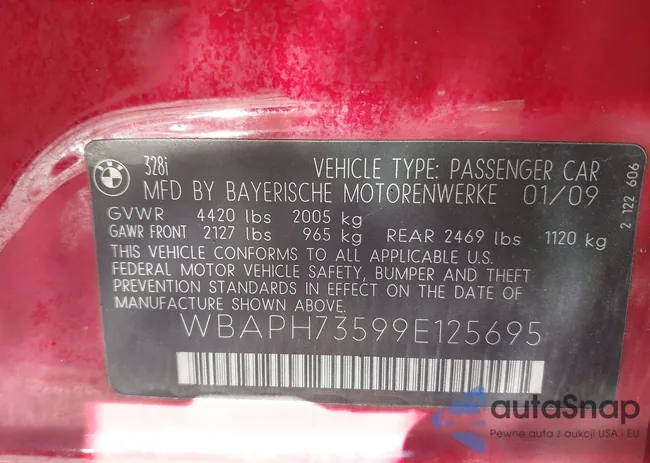 BMW
328i VEHICLE TYPE: PASSENGER CAR
MFD BY BAYERISCHE MOTORENWERKE 01/09
GVWR 4420 lbs 2005 kg
GAWR FRONT 2127 lbs 965 kg REAR 2469 lbs 1120 kg
THIS VEHICLE CONFORMS TO ALL APPLICABLE U.S.
FEDERAL MOTOR VEHICLE SAFETY, BUMPER AND THEFT
PREVENTION STANDARDS IN EFFECT ON THE DATE OF
MANUFACTURE SHOWN ABOVE.
WBAPH73599E125695
2 122 606
autaSnap
Pewne auta z aukcji USA i EU